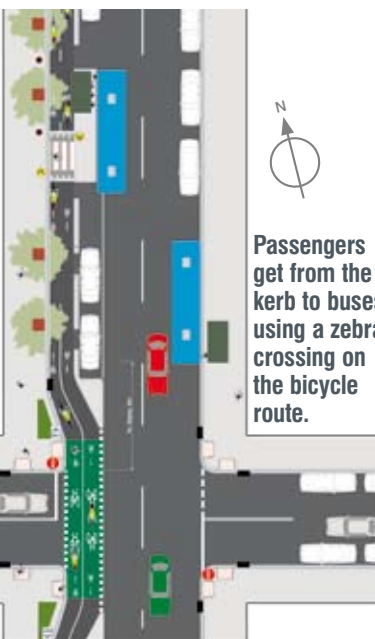 N
Passengers
get from the
kerb to buses
using a zebra
crossing on
the bicycle
route.